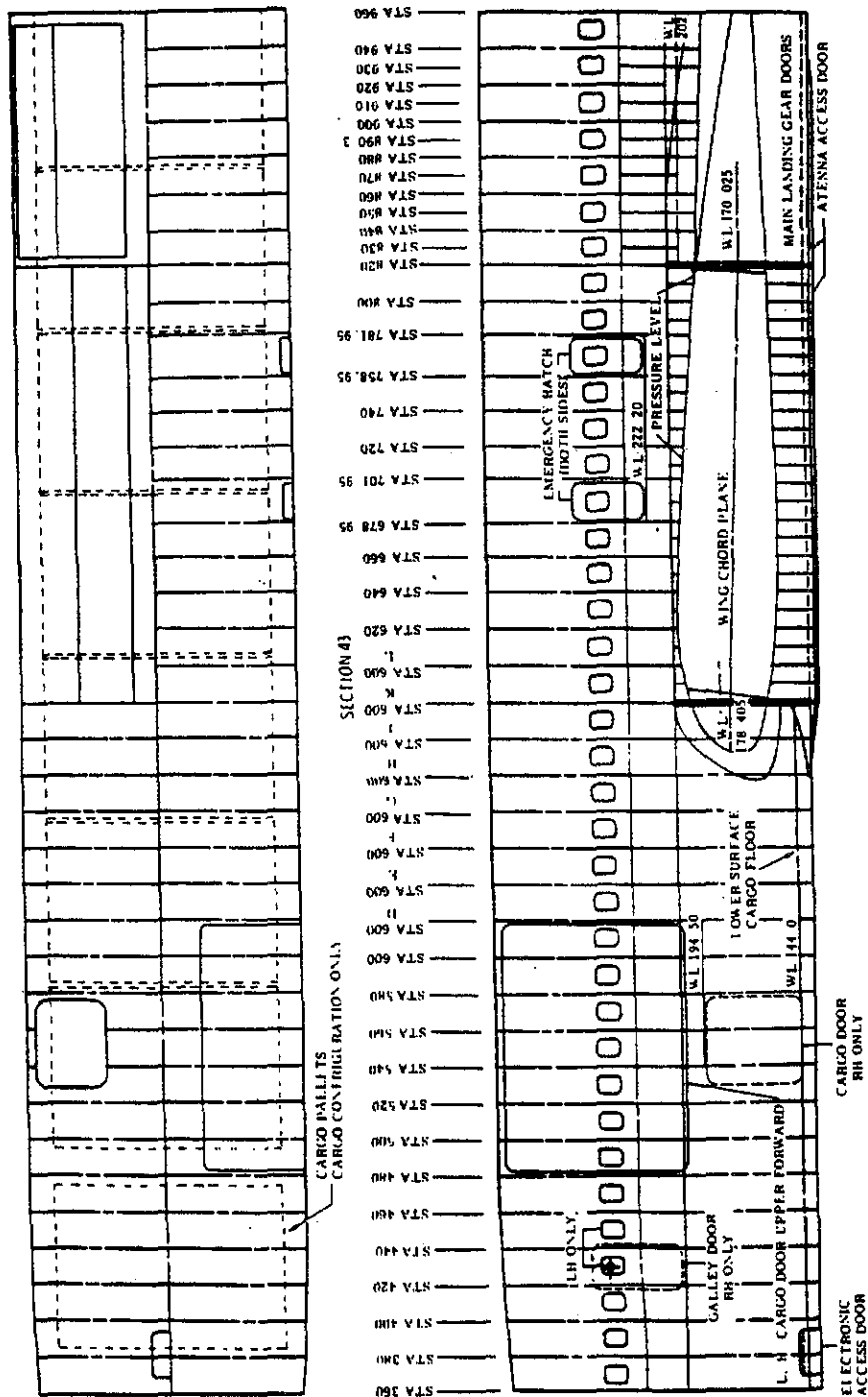 STA 960
STA 940
STA 930
STA 920
STA 910
STA 900
STA 890 3
STA 880
STA 870
STA 860
STA 850
STA 840
STA 830
STA 820
STA 800
STA 781.95
STA 758.95
STA 740
STA 720
STA 701 95
STA 678 95
STA 660
STA 640
STA 620
STA 600
L
STA 600
K
STA 600
J
STA 600
H
STA 600
G
STA 600
F
STA 600
E
STA 600
D
STA 600
STA 580
STA 560
STA 540
STA 520
STA 500
STA 480
STA 460
STA 440
STA 420
STA 400
STA 380
STA 360
SECTION 43
CARGO PALLETS
CARGO CONFIGURATION ONLY
EMERGENCY HATCH
(BOTH SIDES)
W L 222 20
PRESSURE LEVEL
WL
202
W L 170 025
MAIN LANDING GEAR DOORS
ATENNA ACCESS DOOR
WING CHORD PLANE
W L
178 405
LOWER SURFACE
CARGO FLOOR
W L 194 50
W L 144 0
CARGO DOOR
RH ONLY
LH ONLY
GALLEY DOOR
RH ONLY
L. H CARGO DOOR UPPER FORWARD
ELECTRONIC
ACCESS DOOR